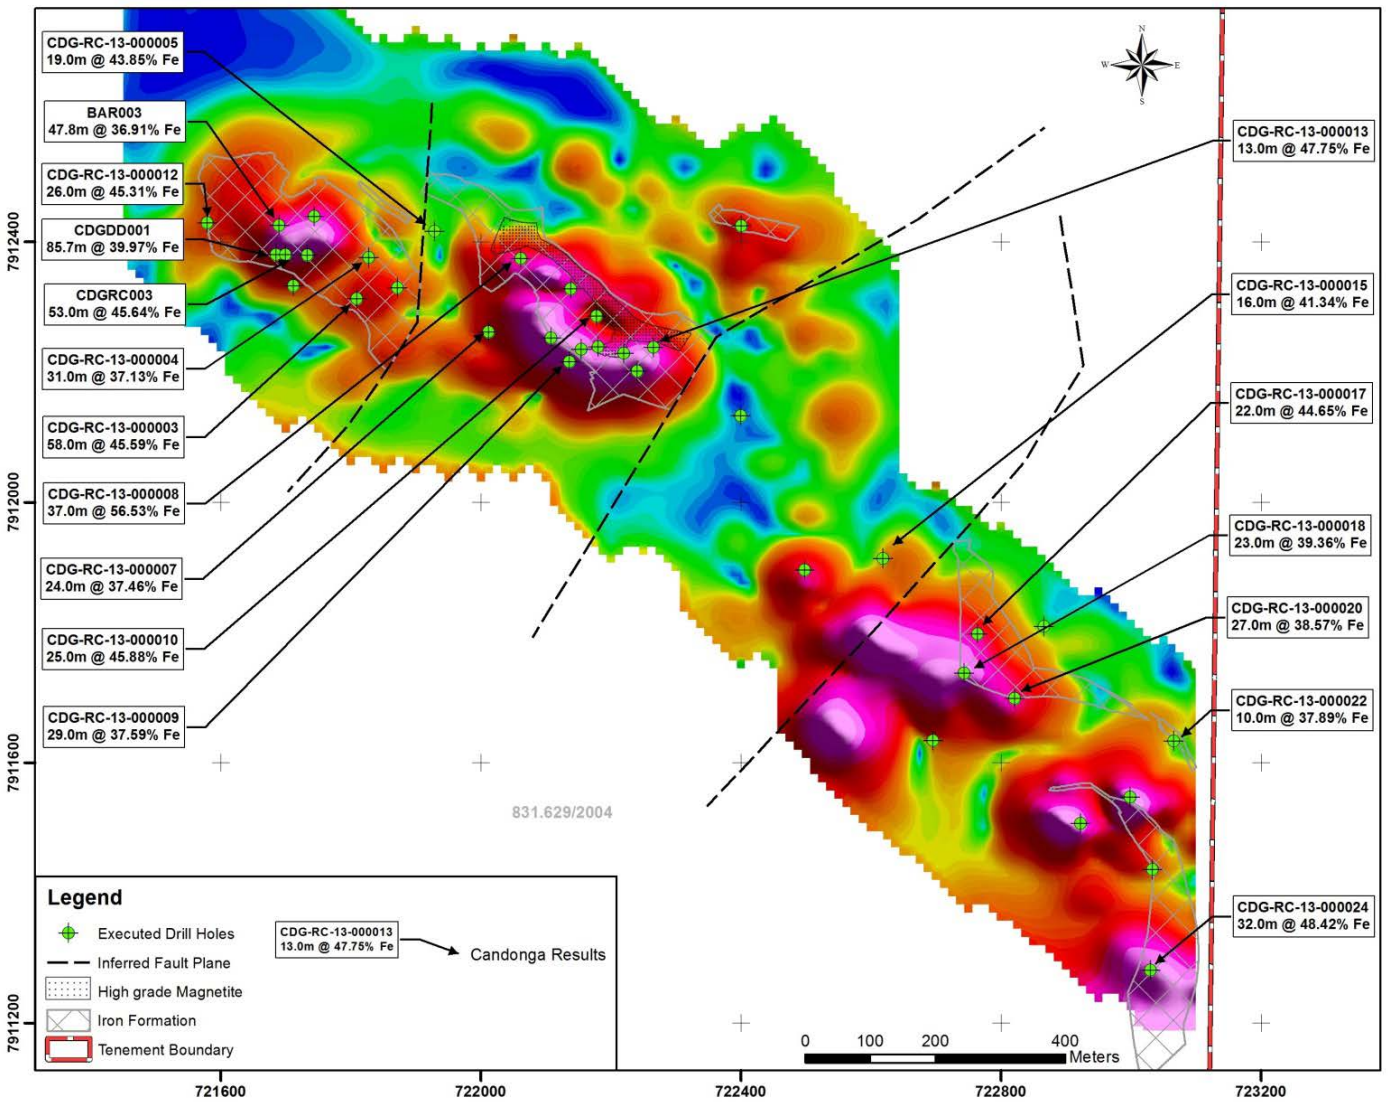 CDG-RC-13-000005
19.0m @ 43.85% Fe
BAR003
47.8m @ 36.91% Fe
CDG-RC-13-000012
26.0m @ 45.31% Fe
CDGDD001
85.7m @ 39.97% Fe
CDGRC003
53.0m @ 45.64% Fe
CDG-RC-13-000004
31.0m @ 37.13% Fe
CDG-RC-13-000003
58.0m @ 45.59% Fe
CDG-RC-13-000008
37.0m @ 56.53% Fe
CDG-RC-13-000007
24.0m @ 37.46% Fe
CDG-RC-13-000010
25.0m @ 45.88% Fe
CDG-RC-13-000009
29.0m @ 37.59% Fe
N
W E
S
CDG-RC-13-000013
13.0m @ 47.75% Fe
CDG-RC-13-000015
16.0m @ 41.34% Fe
CDG-RC-13-000017
22.0m @ 44.65% Fe
CDG-RC-13-000018
23.0m @ 39.36% Fe
CDG-RC-13-000020
27.0m @ 38.57% Fe
CDG-RC-13-000022
10.0m @ 37.89% Fe
CDG-RC-13-000024
32.0m @ 48.42% Fe
831.629/2004
Legend
Executed Drill Holes
Inferred Fault Plane
High grade Magnetite
Iron Formation
Tenement Boundary
CDG-RC-13-000013
13.0m @ 47.75% Fe
Candonga Results
0 100 200 400
Meters
7912400
7912000
7911600
7911200
721600 722000 722400 722800 723200